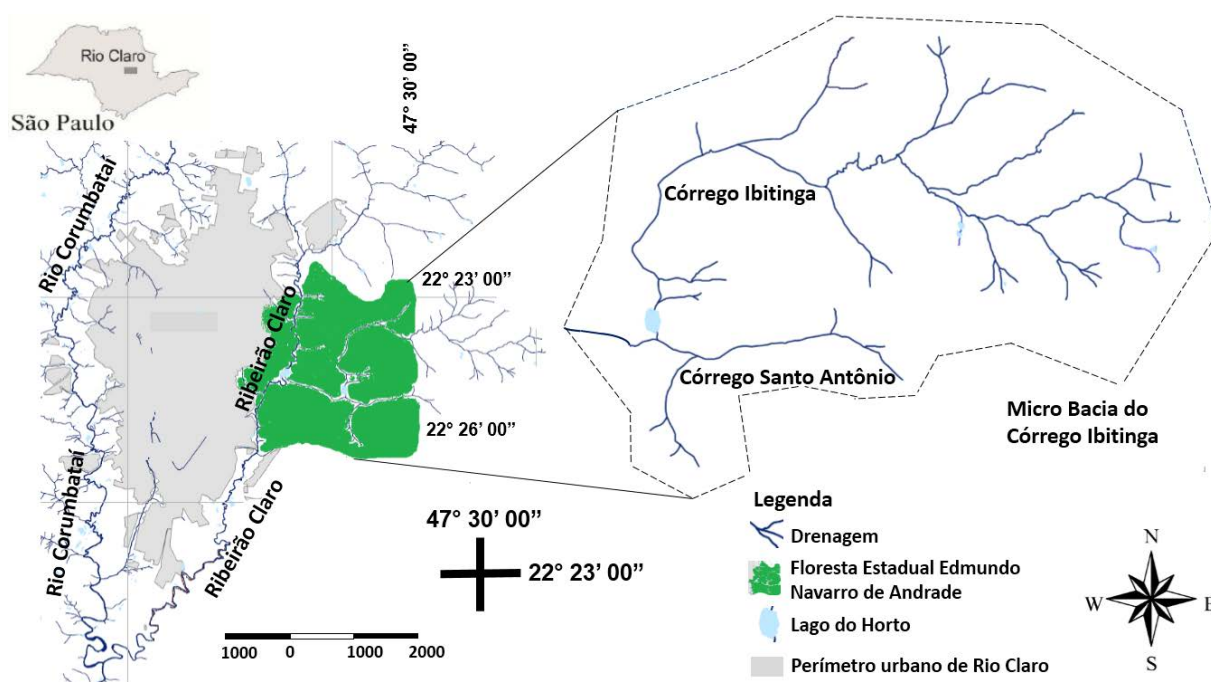 Rio Claro
São Paulo
47° 30’ 00”
Rio Corumbataí
Ribeirão Claro
22° 23’ 00”
22° 26’ 00”
Rio Corumbataí
Ribeirão Claro
Córrego Ibitinga
Córrego Santo Antônio
Micro Bacia do
Córrego Ibitinga
47° 30’ 00”
22° 23’ 00”
1000 0 1000 2000
Legenda
Drenagem
Floresta Estadual Edmundo
Navarro de Andrade
Lago do Horto
Perímetro urbano de Rio Claro
N
W E
S